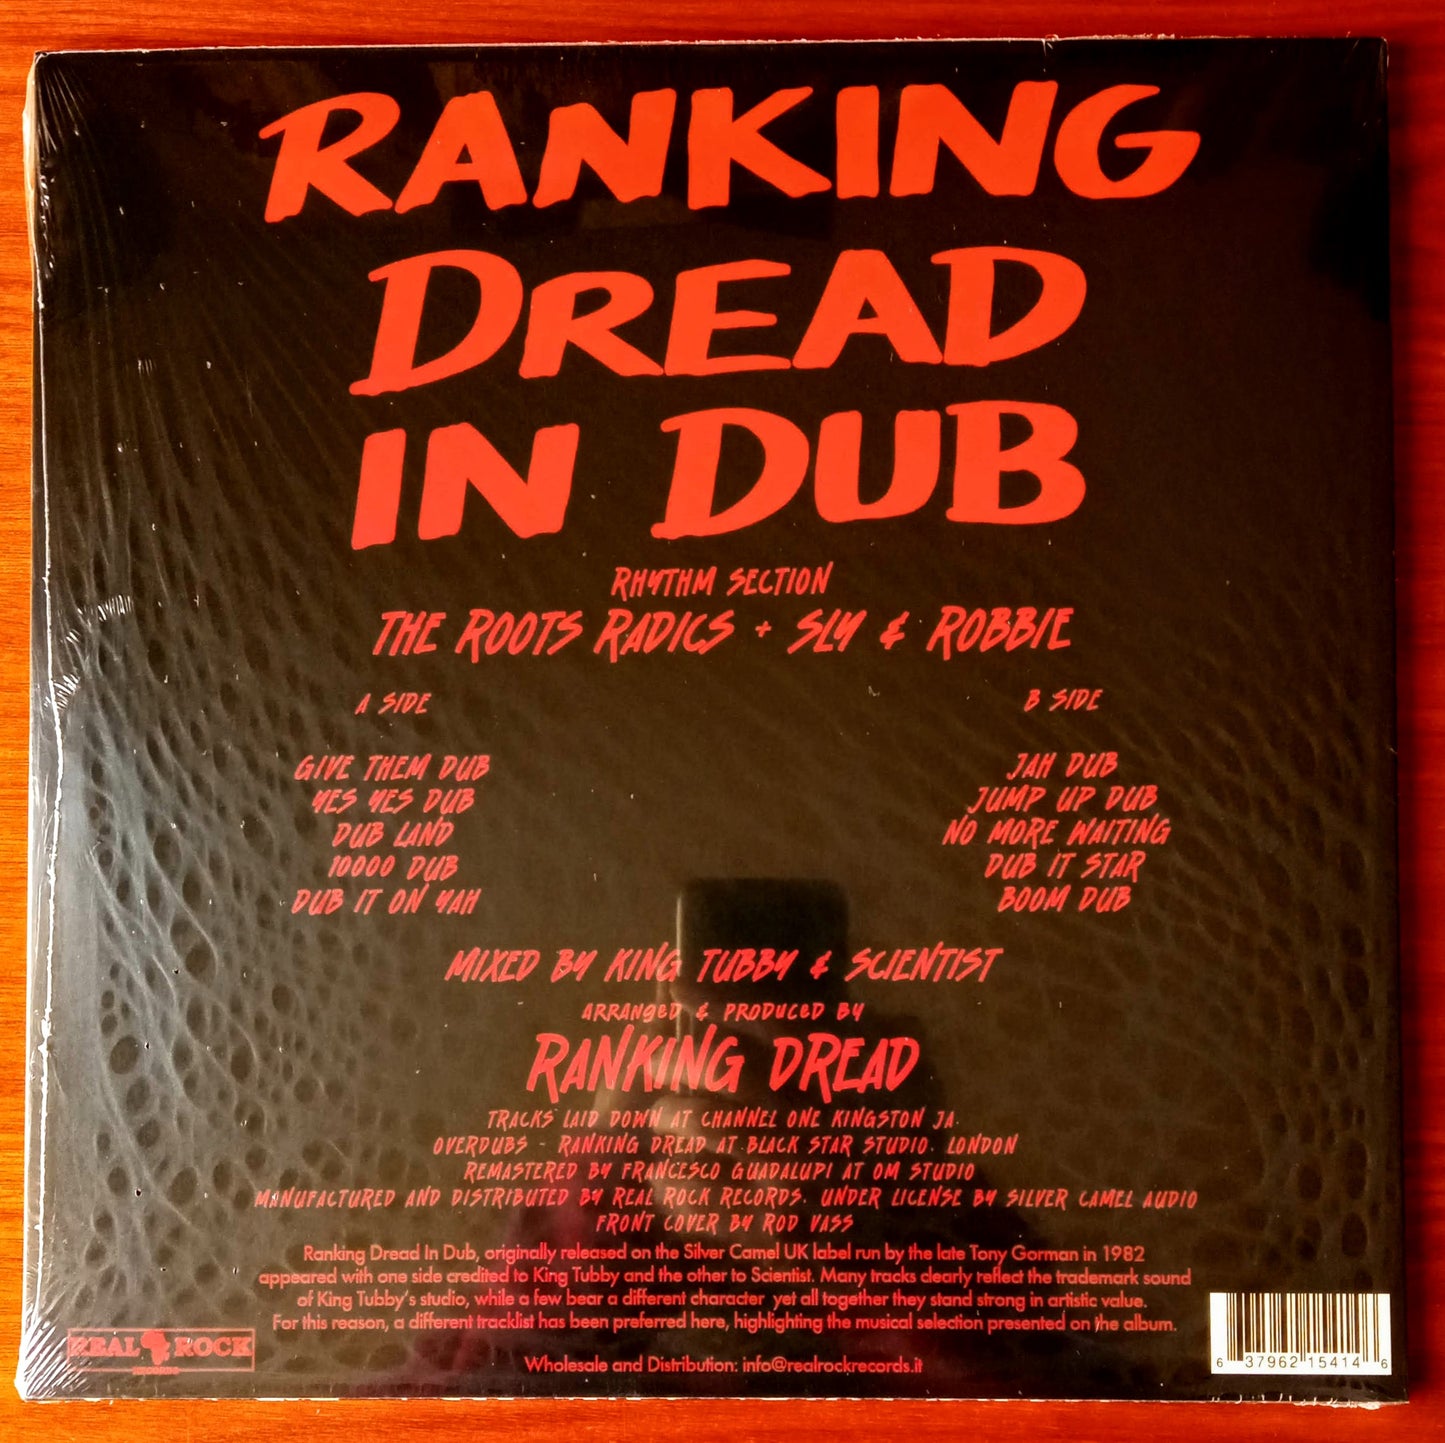 RANKING
DREAD
IN DUB
RHYTHM SECTION
THE ROOTS RADICS + SLY & ROBBIE
A SIDE
GIVE THEM DUB
YES YES DUB
DUB LAND
10000 DUB
DUB IT ON YAH
B SIDE
JAH DUB
JUMP UP DUB
NO MORE WAITING
DUB IT STAR
BOOM DUB
MIXED BY KING TUBBY & SCIENTIST
ARRANGED & PRODUCED BY
RANKING DREAD
TRACKS LAID DOWN AT CHANNEL ONE KINGSTON JA.
OVERDUBS - RANKING DREAD AT BLACK STAR STUDIO. LONDON
REMASTERED BY FRANCESCO GUADALUPI AT OM STUDIO
MANUFACTURED AND DISTRIBUTED BY REAL ROCK RECORDS. UNDER LICENSE BY SILVER CAMEL AUDIO
FRONT COVER BY ROD VASS
Ranking Dread In Dub, originally released on the Silver Camel UK label run by the late Tony Gorman in 1982
appeared with one side credited to King Tubby and the other to Scientist. Many tracks clearly reflect the trademark sound
of King Tubby's studio, while a few bear a different character yet all together they stand strong in artistic value.
For this reason, a different tracklist has been preferred here, highlighting the musical selection presented on the album.
REAL ROCK
RECORDS
Wholesale and Distribution: info@realrockrecords.it
6 37962 15414 6